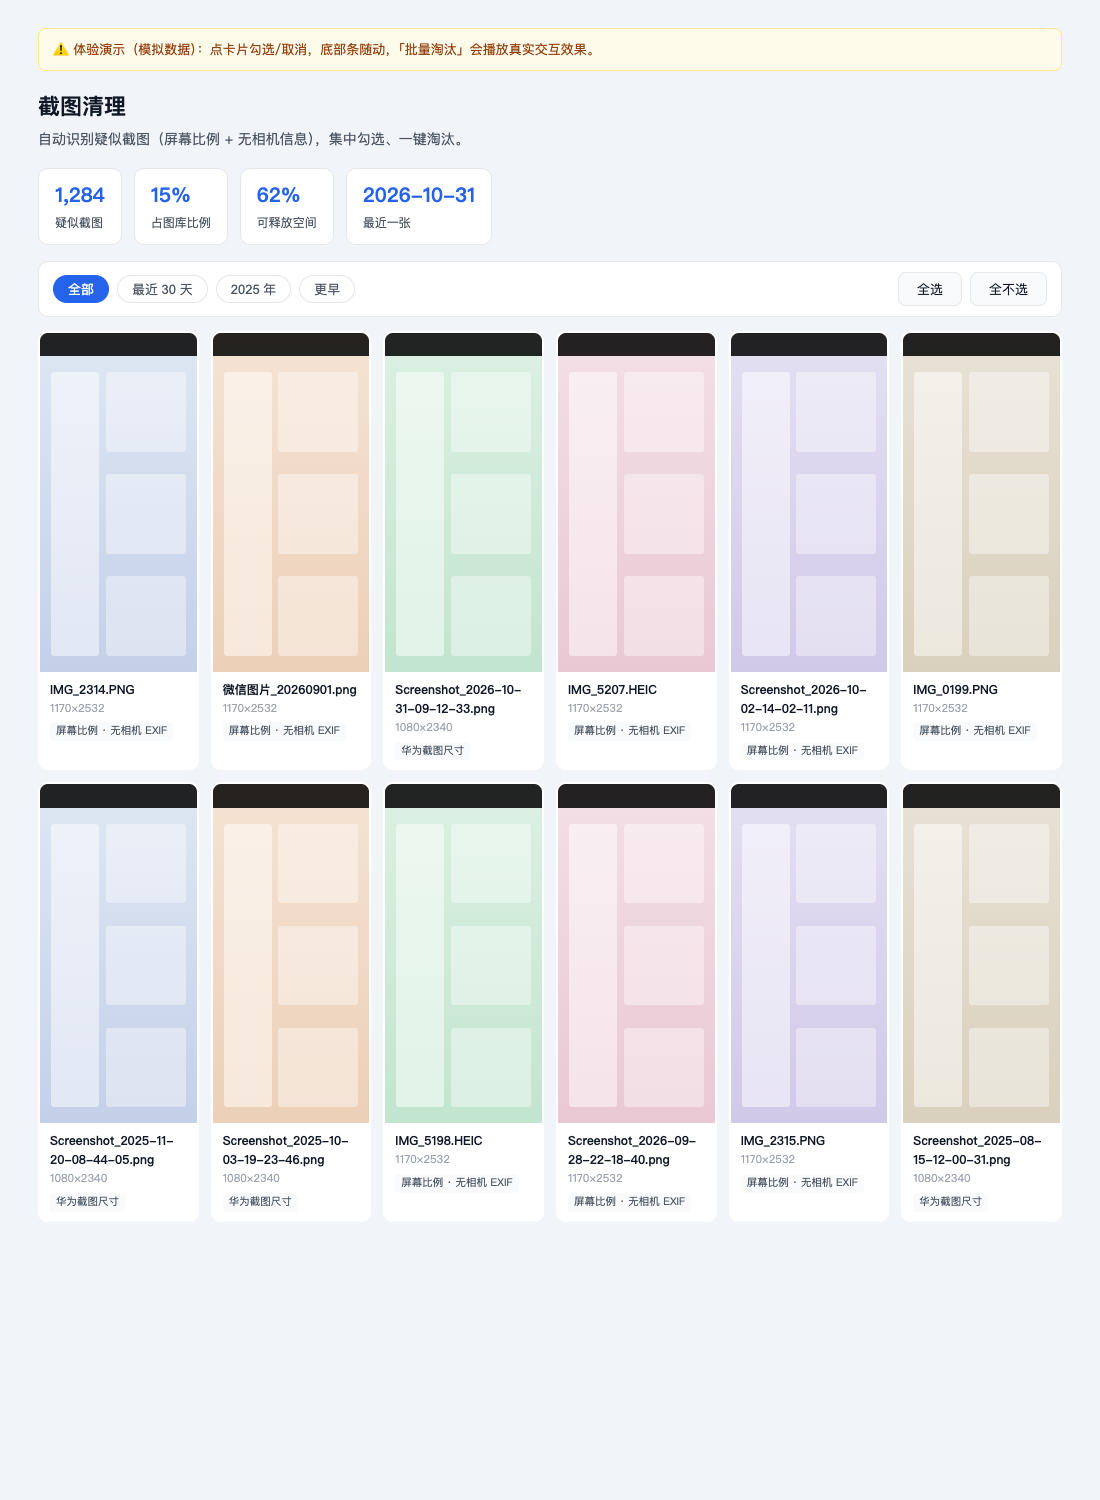 ⚠️ 体验演示（模拟数据）：点卡片勾选/取消，底部条随动，「批量淘汰」会播放真实交互效果。
截图清理
自动识别疑似截图（屏幕比例 + 无相机信息），集中勾选、一键淘汰。
1,284
疑似截图
15%
占图库比例
62%
可释放空间
2026-10-31
最近一张
全部
最近 30 天
2025 年
更早
全选
全不选
IMG_2314.PNG
1170×2532
屏幕比例 · 无相机 EXIF
微信图片_20260901.png
1170×2532
屏幕比例 · 无相机 EXIF
Screenshot_2026-10-
31-09-12-33.png
1080×2340
华为截图尺寸
IMG_5207.HEIC
1170×2532
屏幕比例 · 无相机 EXIF
Screenshot_2026-10-
02-14-02-11.png
1170×2532
屏幕比例 · 无相机 EXIF
IMG_0199.PNG
1170×2532
屏幕比例 · 无相机 EXIF
Screenshot_2025-11-
20-08-44-05.png
1080×2340
华为截图尺寸
Screenshot_2025-10-
03-19-23-46.png
1080×2340
华为截图尺寸
IMG_5198.HEIC
1170×2532
屏幕比例 · 无相机 EXIF
Screenshot_2026-09-
28-22-18-40.png
1170×2532
屏幕比例 · 无相机 EXIF
IMG_2315.PNG
1170×2532
屏幕比例 · 无相机 EXIF
Screenshot_2025-08-
15-12-00-31.png
1080×2340
华为截图尺寸